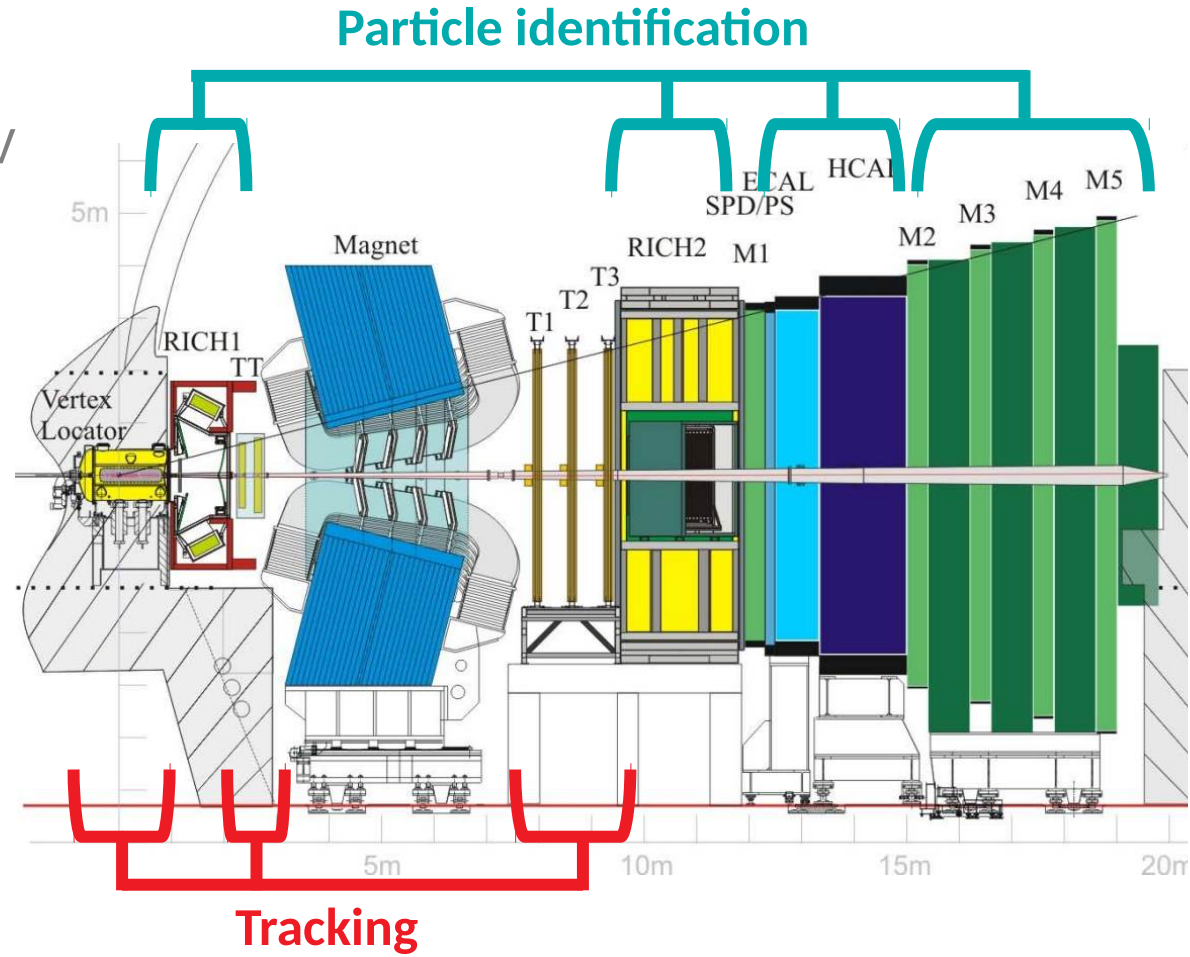 Particle identification
/
5m
ECAL
HCAL
SPD/PS
M5
M4
M3
M2
Magnet
RICH2
M1
T3
T2
T1
RICH1
TT
Vertex
Locator
5m
10m
15m
20m
Tracking